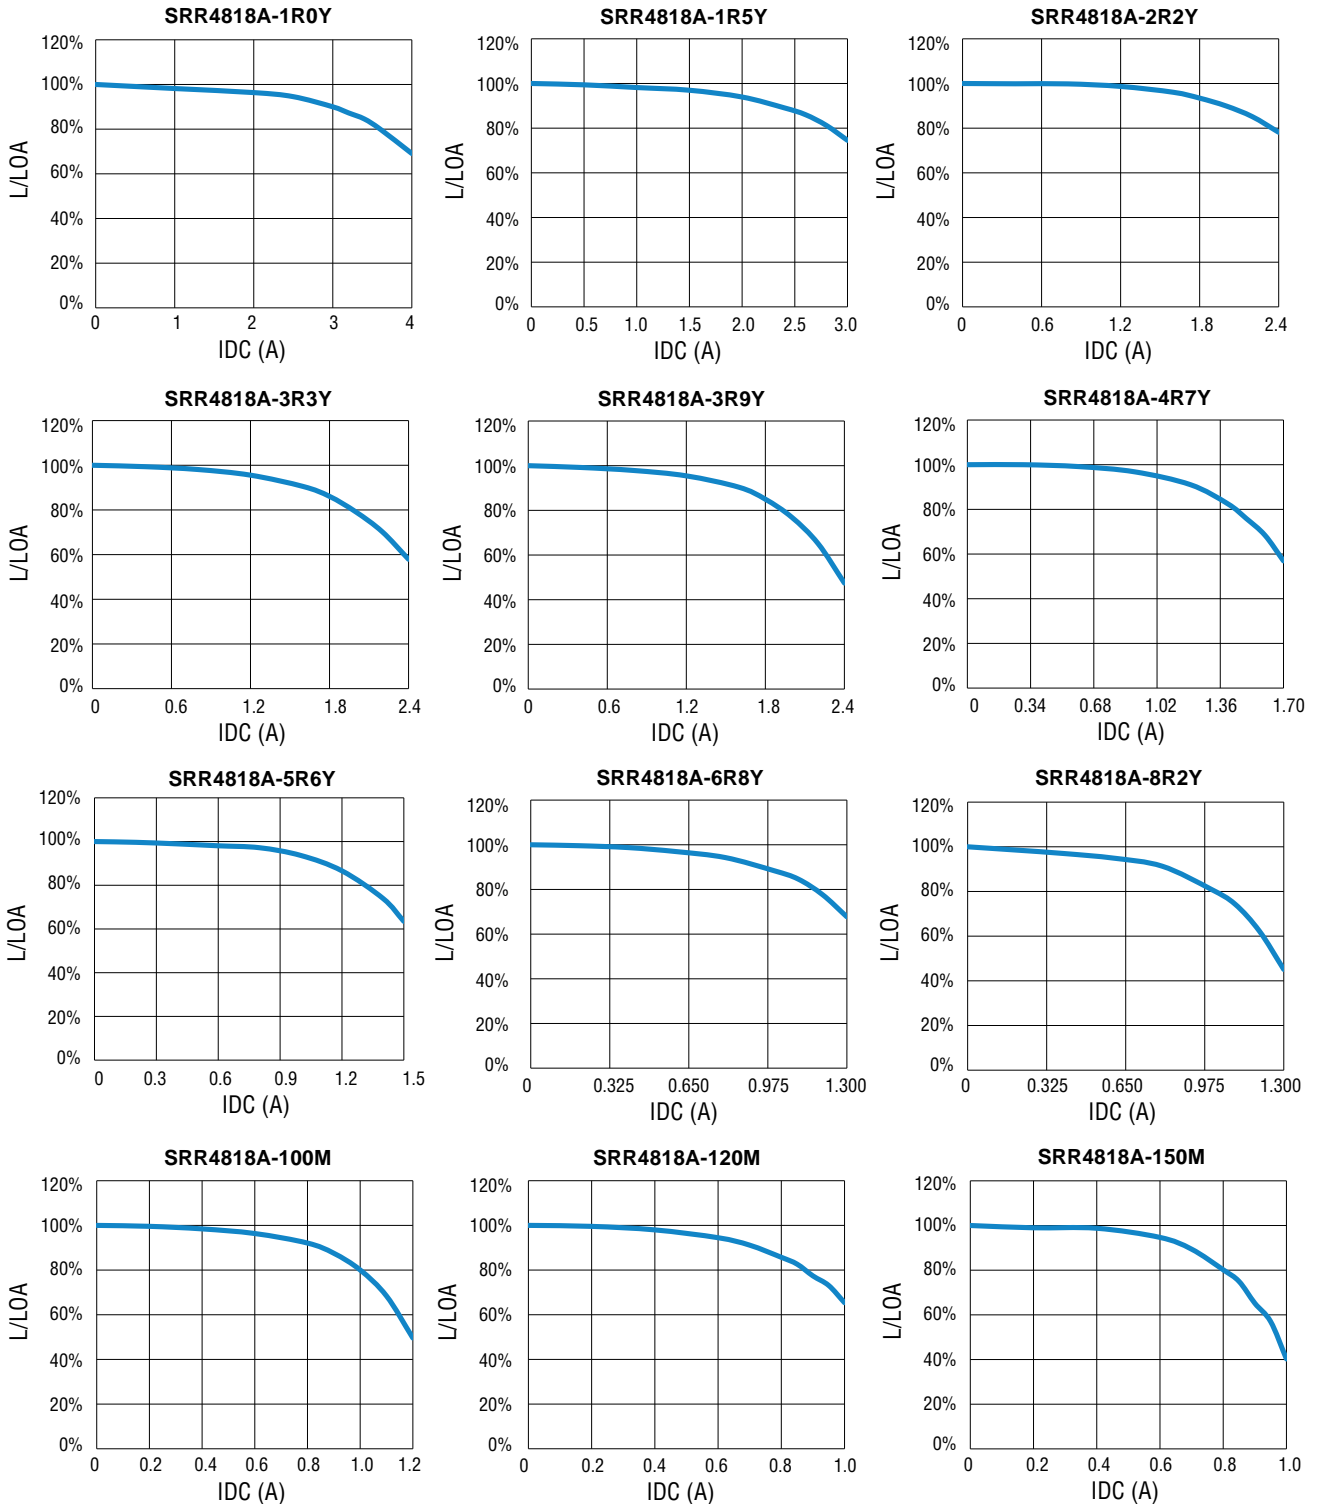 SRR4818A-1R0Y
120%
100%
80%
60%
40%
20%
0%
L/LOA
0 1 2 3 4
IDC (A)
SRR4818A-1R5Y
120%
100%
80%
60%
40%
20%
0%
L/LOA
0 0.5 1.0 1.5 2.0 2.5 3.0
IDC (A)
SRR4818A-2R2Y
120%
100%
80%
60%
40%
20%
0%
L/LOA
0 0.6 1.2 1.8 2.4
IDC (A)
SRR4818A-3R3Y
120%
100%
80%
60%
40%
20%
0%
L/LOA
0 0.6 1.2 1.8 2.4
IDC (A)
SRR4818A-3R9Y
120%
100%
80%
60%
40%
20%
0%
L/LOA
0 0.6 1.2 1.8 2.4
IDC (A)
SRR4818A-4R7Y
120%
100%
80%
60%
40%
20%
0%
L/LOA
0 0.34 0.68 1.02 1.36 1.70
IDC (A)
SRR4818A-5R6Y
120%
100%
80%
60%
40%
20%
0%
L/LOA
0 0.3 0.6 0.9 1.2 1.5
IDC (A)
SRR4818A-6R8Y
120%
100%
80%
60%
40%
20%
0%
L/LOA
0 0.325 0.650 0.975 1.300
IDC (A)
SRR4818A-8R2Y
120%
100%
80%
60%
40%
20%
0%
L/LOA
0 0.325 0.650 0.975 1.300
IDC (A)
SRR4818A-100M
120%
100%
80%
60%
40%
20%
0%
L/LOA
0 0.2 0.4 0.6 0.8 1.0 1.2
IDC (A)
SRR4818A-120M
120%
100%
80%
60%
40%
20%
0%
L/LOA
0 0.2 0.4 0.6 0.8 1.0
IDC (A)
SRR4818A-150M
120%
100%
80%
60%
40%
20%
0%
L/LOA
0 0.2 0.4 0.6 0.8 1.0
IDC (A)